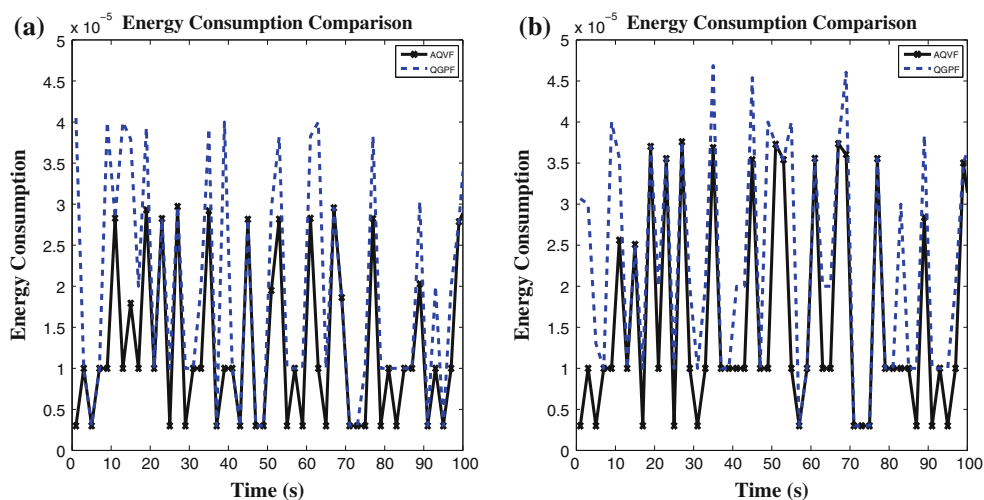 (a) Energy Consumption Comparison
x 10⁻⁵
5
4.5
4
3.5
3
2.5
2
1.5
1
0.5
0
Energy Consumption
AQVF
QGPF
0 10 20 30 40 50 60 70 80 90 100
Time (s)
(b) Energy Consumption Comparison
x 10⁻⁵
5
4.5
4
3.5
3
2.5
2
1.5
1
0.5
0
Energy Consumption
AQVF
QGPF
0 10 20 30 40 50 60 70 80 90 100
Time (s)